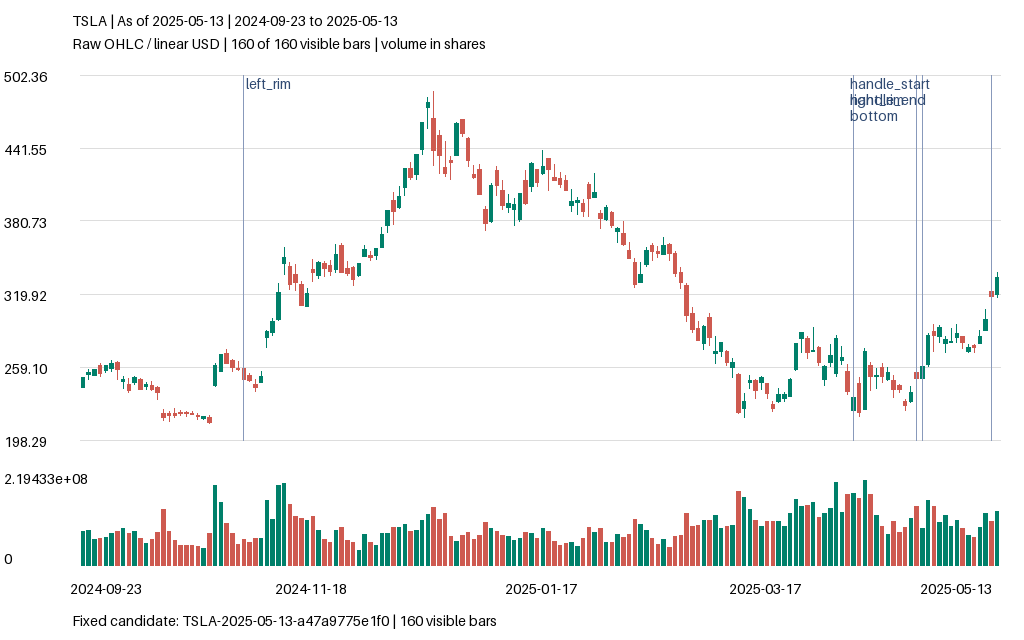 TSLA | As of 2025-05-13 | 2024-09-23 to 2025-05-13
Raw OHLC / linear USD | 160 of 160 visible bars | volume in shares
502.36
left_rim
handle_start
bottom
441.55
380.73
319.92
259.10
198.29
2.19433e+08
0
2024-09-23
2024-11-18
2025-01-17
2025-03-17
2025-05-13
Fixed candidate: TSLA-2025-05-13-a47a9775e1f0 | 160 visible bars